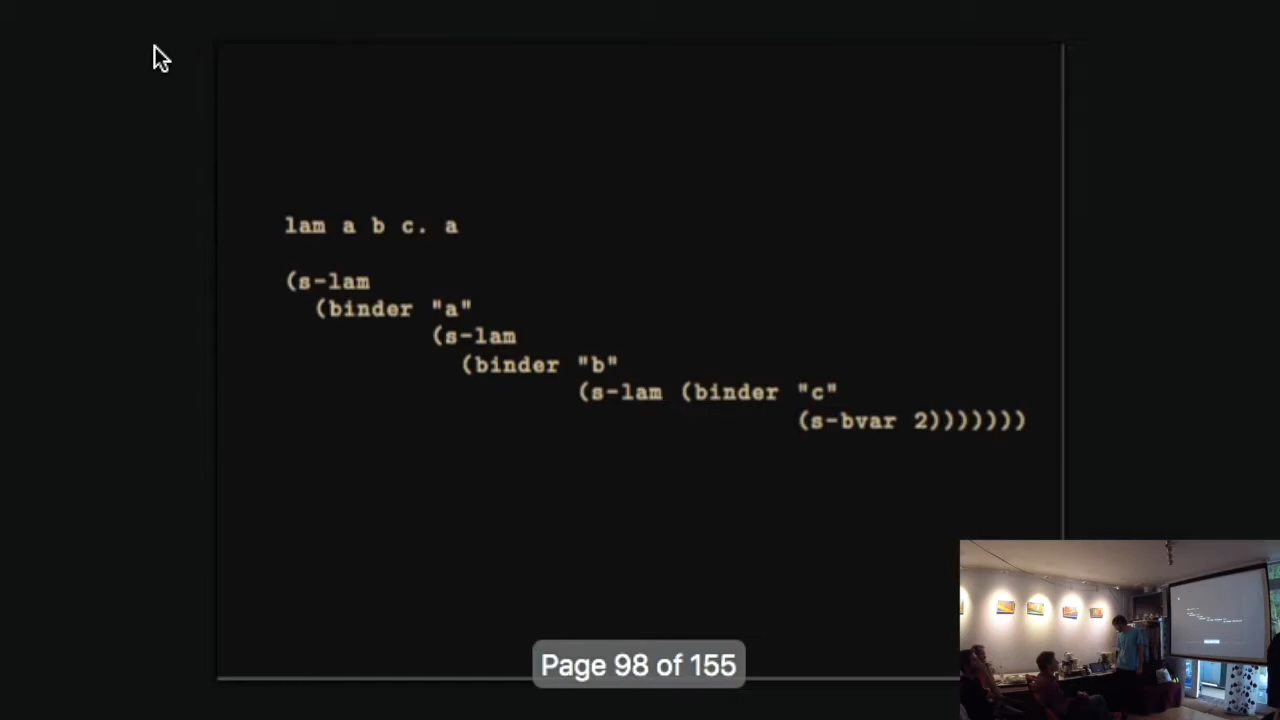 lam a b c. a
(s-lam
(binder "a"
(s-lam
(binder "b"
(s-lam (binder "c"
(s-bvar 2)))))))
Page 98 of 155